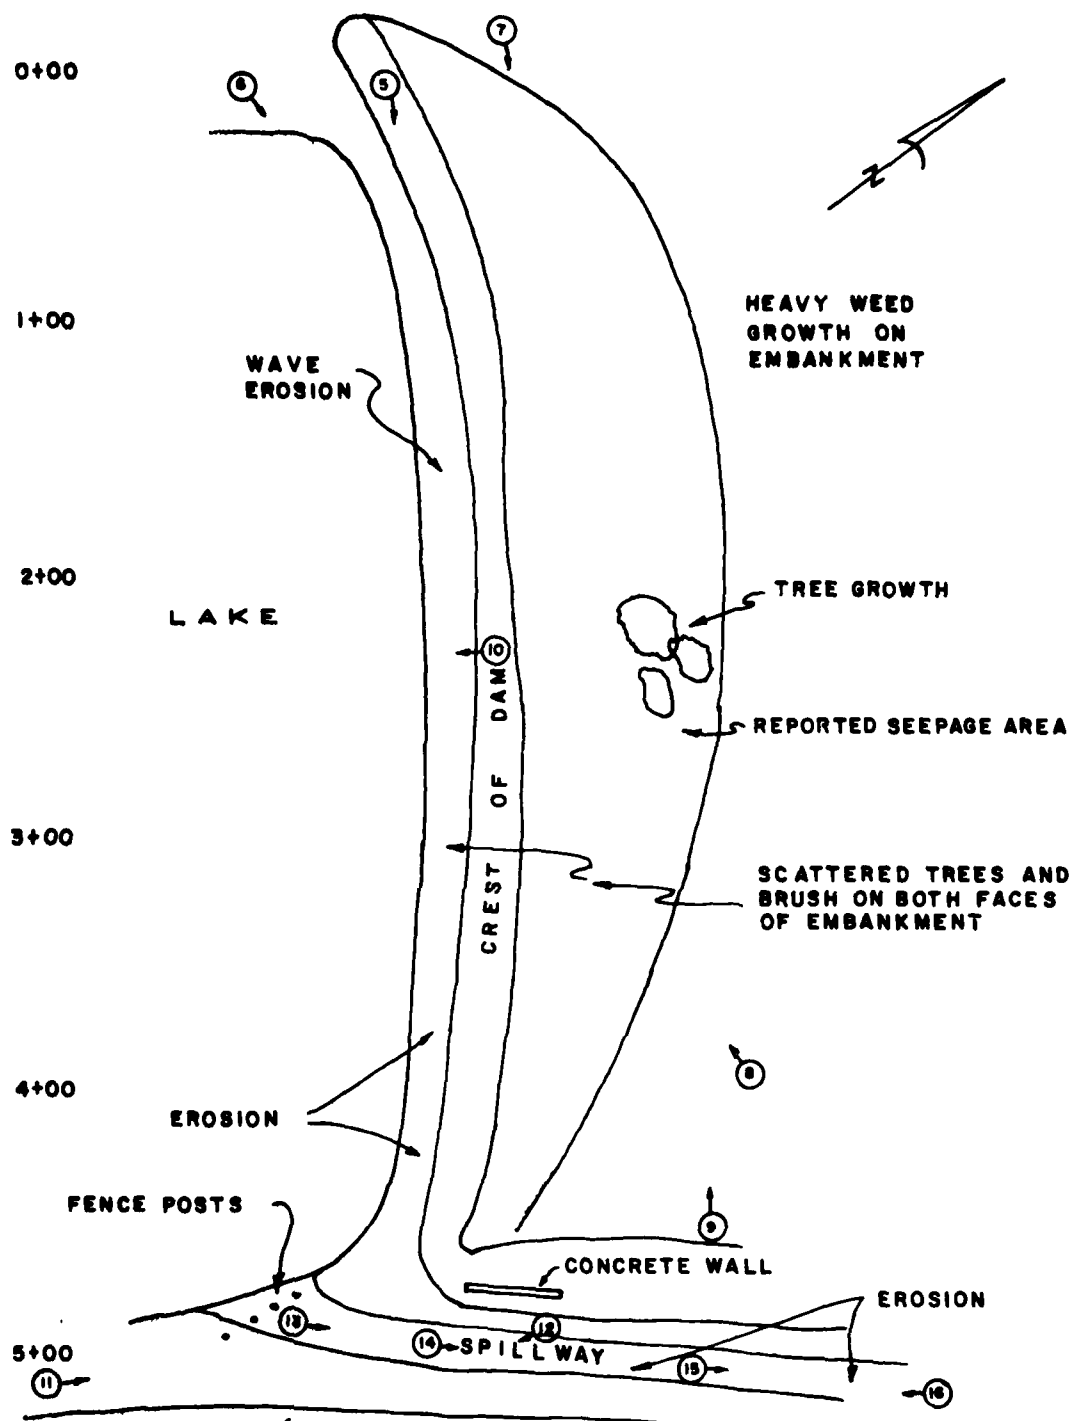 7
0+00
6
5
N
HEAVY WEED
GROWTH ON
EMBANKMENT
1+00
WAVE
EROSION
2+00
TREE GROWTH
LAKE
10
CREST OF DAM
REPORTED SEEPAGE AREA
3+00
SCATTERED TREES AND
BRUSH ON BOTH FACES
OF EMBANKMENT
8
4+00
EROSION
FENCE POSTS
9
CONCRETE WALL
EROSION
13
12
14
SPILLWAY
5+00
15
11
16